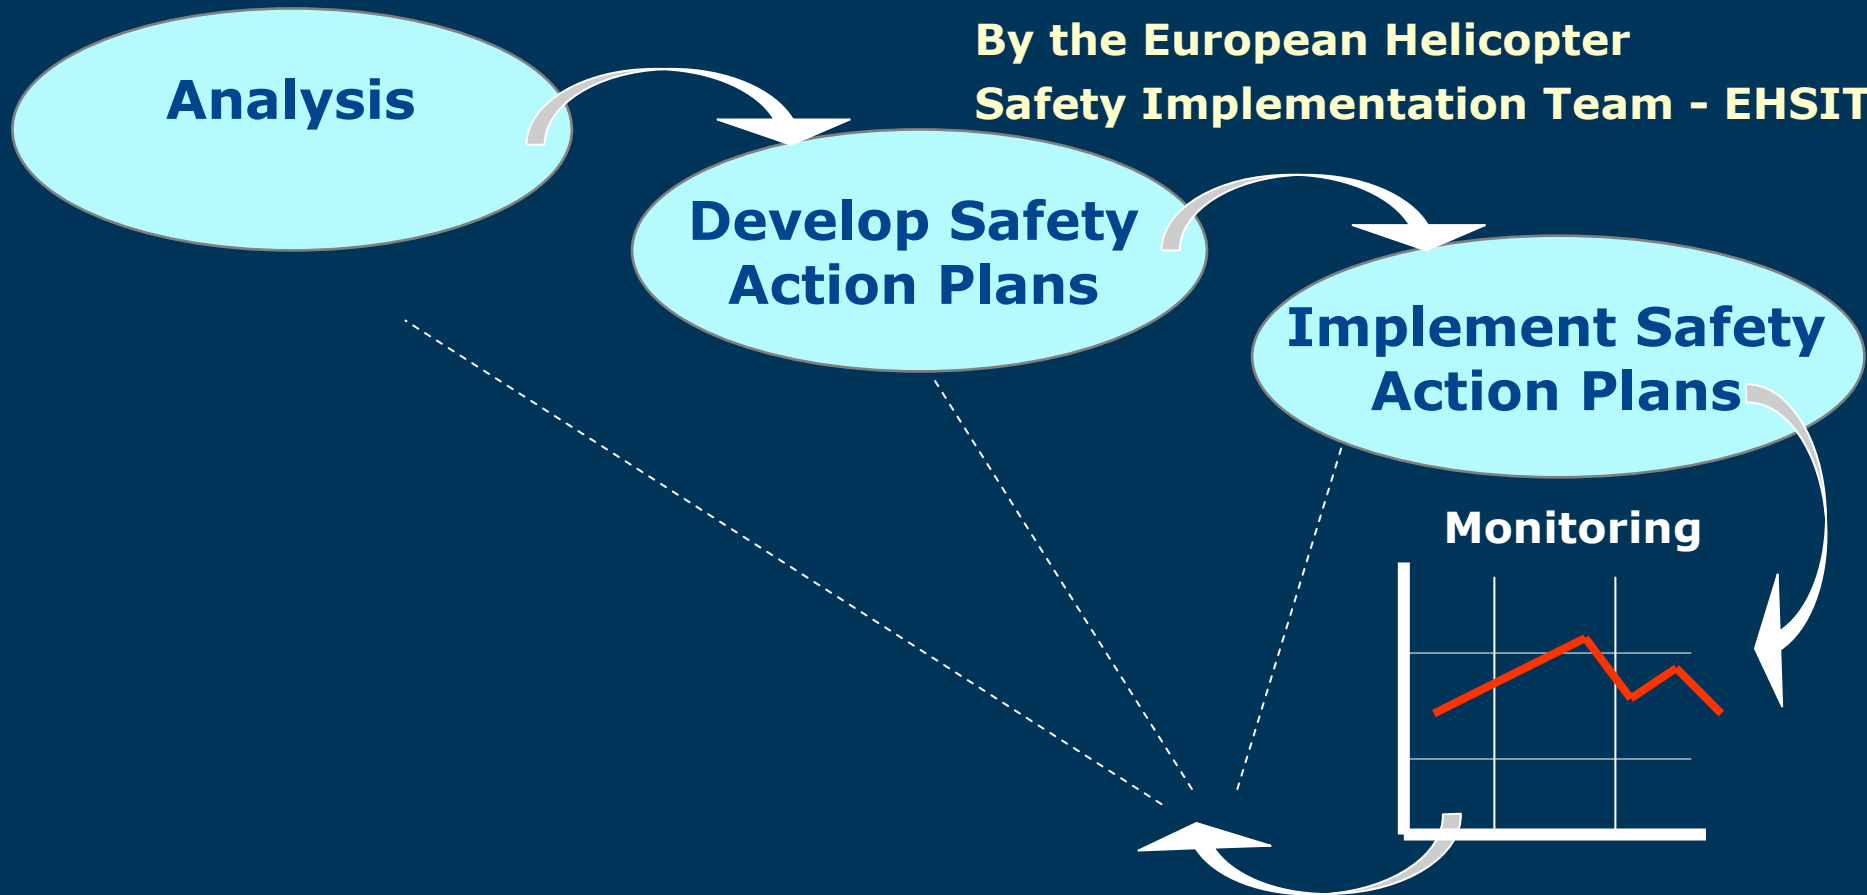 By the European Helicopter
Safety Implementation Team - EHSIT
Analysis
Develop Safety
Action Plans
Implement Safety
Action Plans
Monitoring